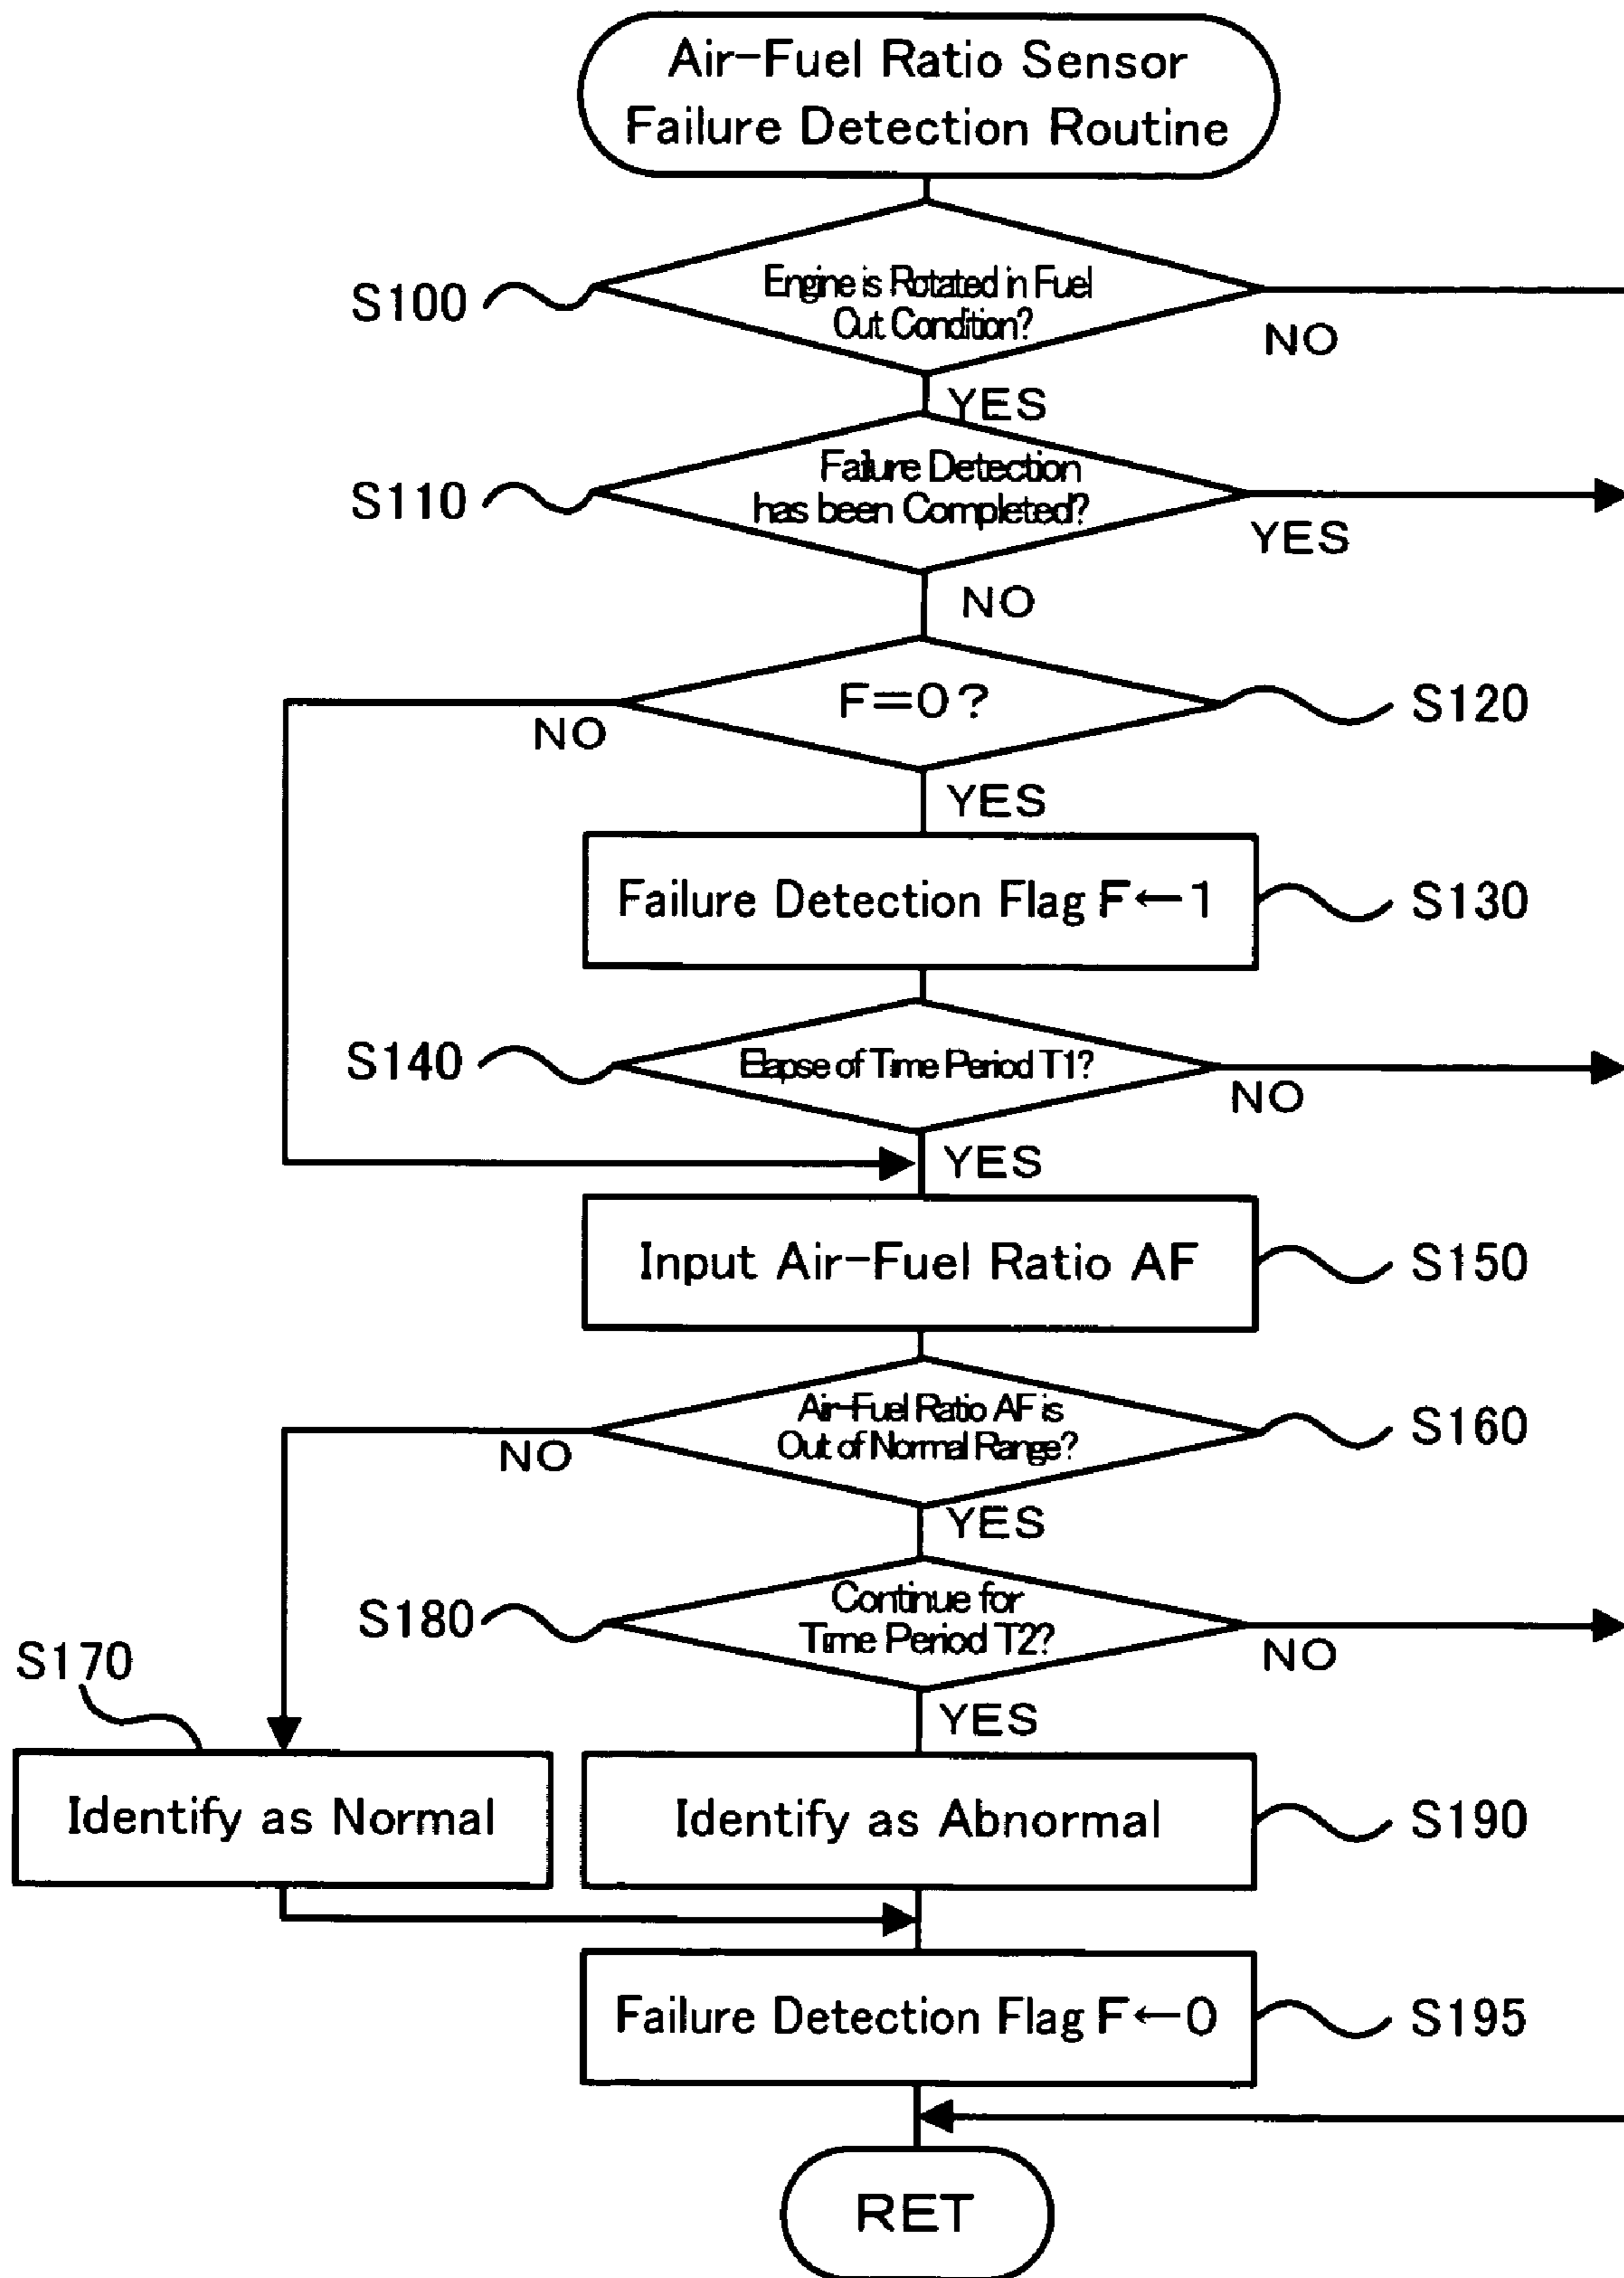 Air-Fuel Ratio Sensor
Failure Detection Routine
S100
Engine is Rotated in Fuel
Cut Condition?
NO
YES
S110
Failure Detection
has been Completed?
YES
NO
F=0?
S120
NO
YES
Failure Detection Flag F←1
S130
S140
Elapse of Time Period T1?
NO
YES
Input Air-Fuel Ratio AF
S150
Air-Fuel Ratio AF is
Out of Normal Range?
S160
NO
YES
S180
Continue for
Time Period T2?
NO
S170
YES
Identify as Normal
Identify as Abnormal
S190
Failure Detection Flag F←0
S195
RET